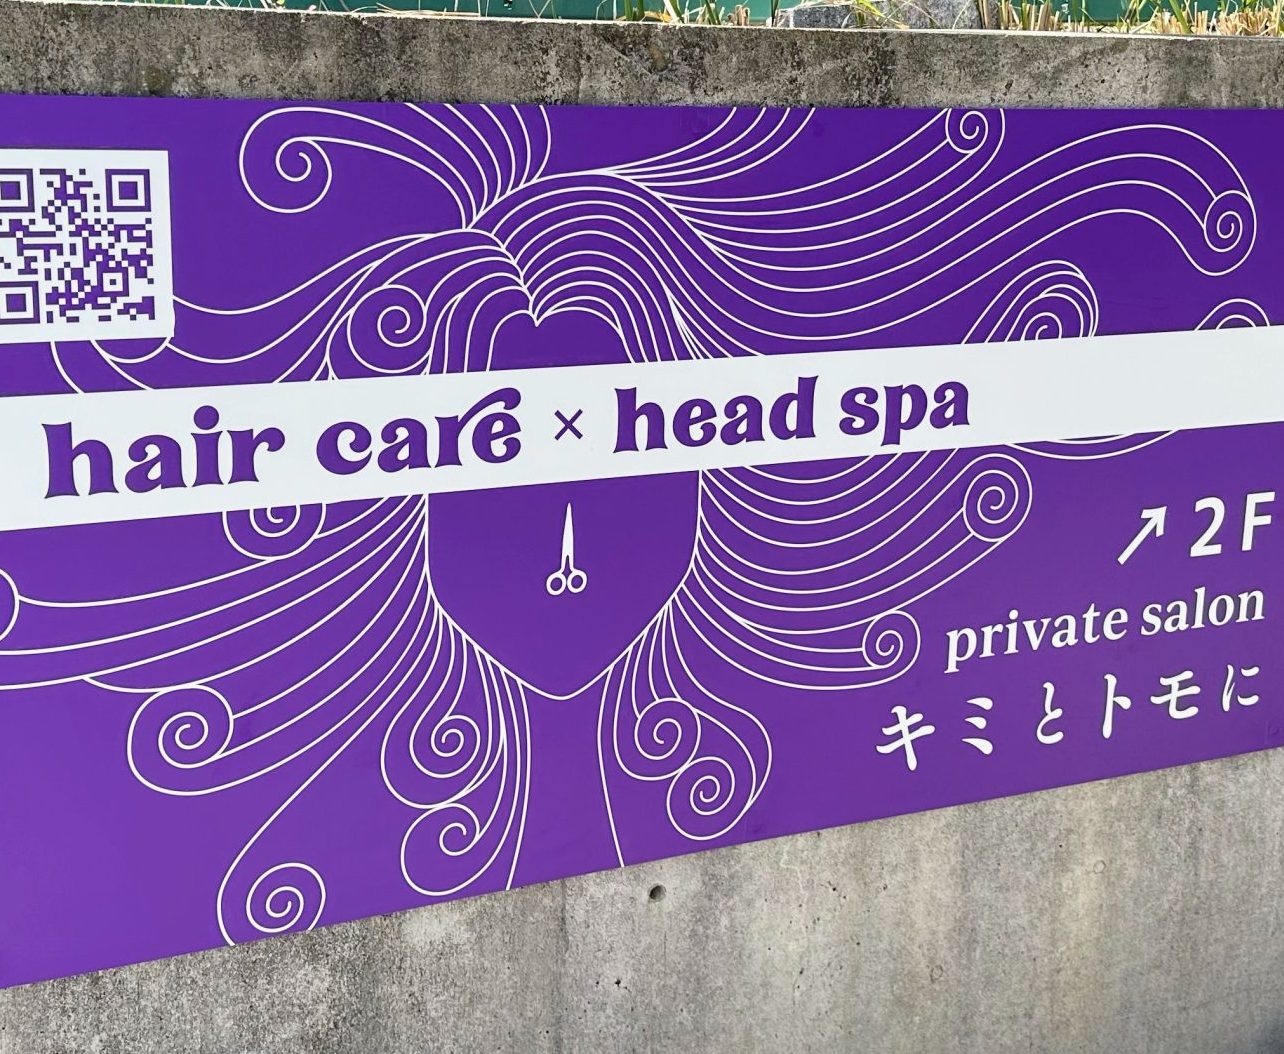 hair care × head spa
↗ 2F
private salon
キミとトモに